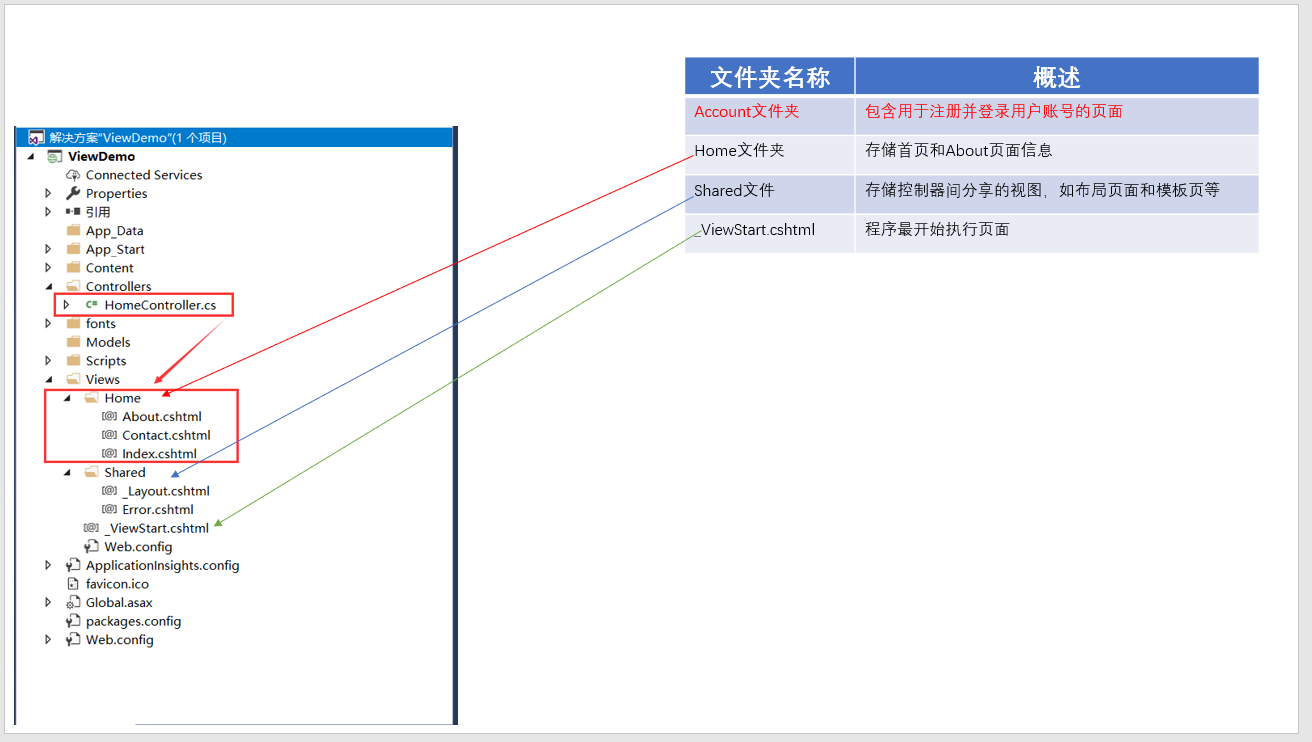 文件夹名称 概述
Account文件夹 包含用于注册并登录用户账号的页面
Home文件夹 存储首页和About页面信息
Shared文件 存储控制器间分享的视图，如布局页面和模板页等
_ViewStart.cshtml 程序最开始执行页面
解决方案"ViewDemo"(1 个项目)
ViewDemo
Connected Services
Properties
引用
App_Data
App_Start
Content
Controllers
C# HomeController.cs
fonts
Models
Scripts
Views
Home
[@] About.cshtml
[@] Contact.cshtml
[@] Index.cshtml
Shared
[@] _Layout.cshtml
[@] Error.cshtml
[@] _ViewStart.cshtml
Web.config
ApplicationInsights.config
favicon.ico
Global.asax
packages.config
Web.config